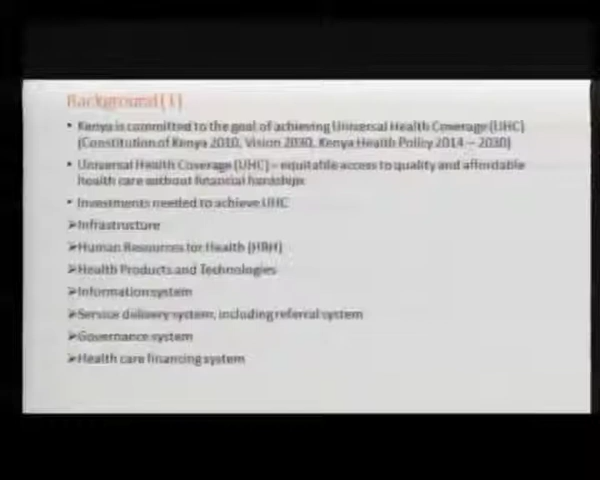 Background(1)
• Kenya is committed to the goal of achieving Universal Health Coverage (UHC)
(Constitution of Kenya 2010, Vision 2030, Kenya Health Policy 2014 – 2030)
• Universal Health Coverage (UHC) – equitable access to quality and affordable
health care without financial hardships
• Investments needed to achieve UHC
➢Infrastructure
➢Human Resources for Health (HRH)
➢Health Products and Technologies
➢Information system
➢Service delivery system, including referral system
➢Governance system
➢Health care financing system